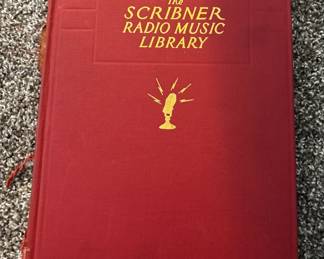 The
SCRIBNER
RADIO MUSIC
LIBRARY